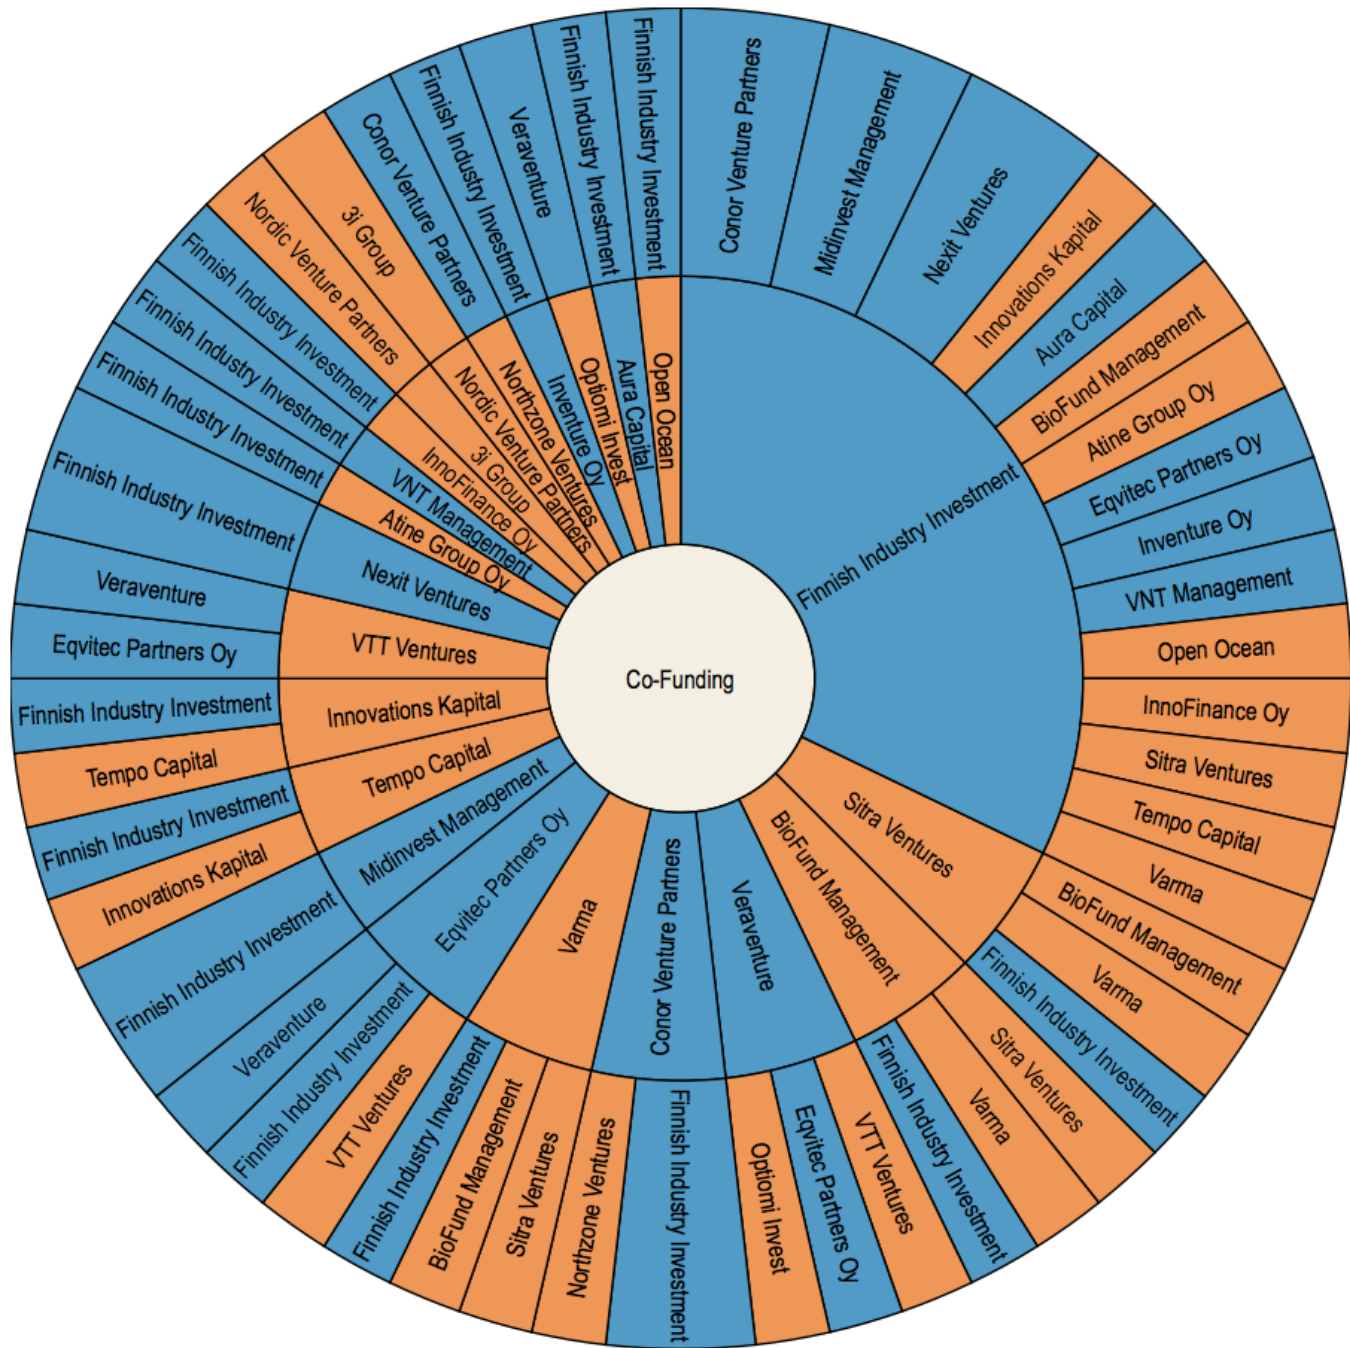 Co-Funding
Finnish Industry Investment
Sitra Ventures
BioFund Management
Veraventure
Conor Venture Partners
Varma
Eqvitec Partners Oy
Midinvest Management
Tempo Capital
Innovations Kapital
VTT Ventures
Nexit Ventures
Atine Group Oy
VNT Management
InnoFinance Oy
3i Group
Nordic Venture Partners
Northzone Ventures
Inventure Oy
Optiomi Invest
Aura Capital
Open Ocean
Conor Venture Partners
Midinvest Management
Nexit Ventures
Innovations Kapital
Aura Capital
BioFund Management
Atine Group Oy
Eqvitec Partners Oy
Inventure Oy
VNT Management
Open Ocean
InnoFinance Oy
Sitra Ventures
Tempo Capital
Varma
BioFund Management
Varma
Finnish Industry Investment
Sitra Ventures
Varma
Finnish Industry Investment
VTT Ventures
Eqvitec Partners Oy
Optiomi Invest
Finnish Industry Investment
Northzone Ventures
Sitra Ventures
BioFund Management
Finnish Industry Investment
VTT Ventures
Finnish Industry Investment
Veraventure
Finnish Industry Investment
Innovations Kapital
Finnish Industry Investment
Tempo Capital
Finnish Industry Investment
Eqvitec Partners Oy
Veraventure
Finnish Industry Investment
Finnish Industry Investment
Finnish Industry Investment
Finnish Industry Investment
Nordic Venture Partners
3i Group
Conor Venture Partners
Finnish Industry Investment
Veraventure
Finnish Industry Investment
Finnish Industry Investment